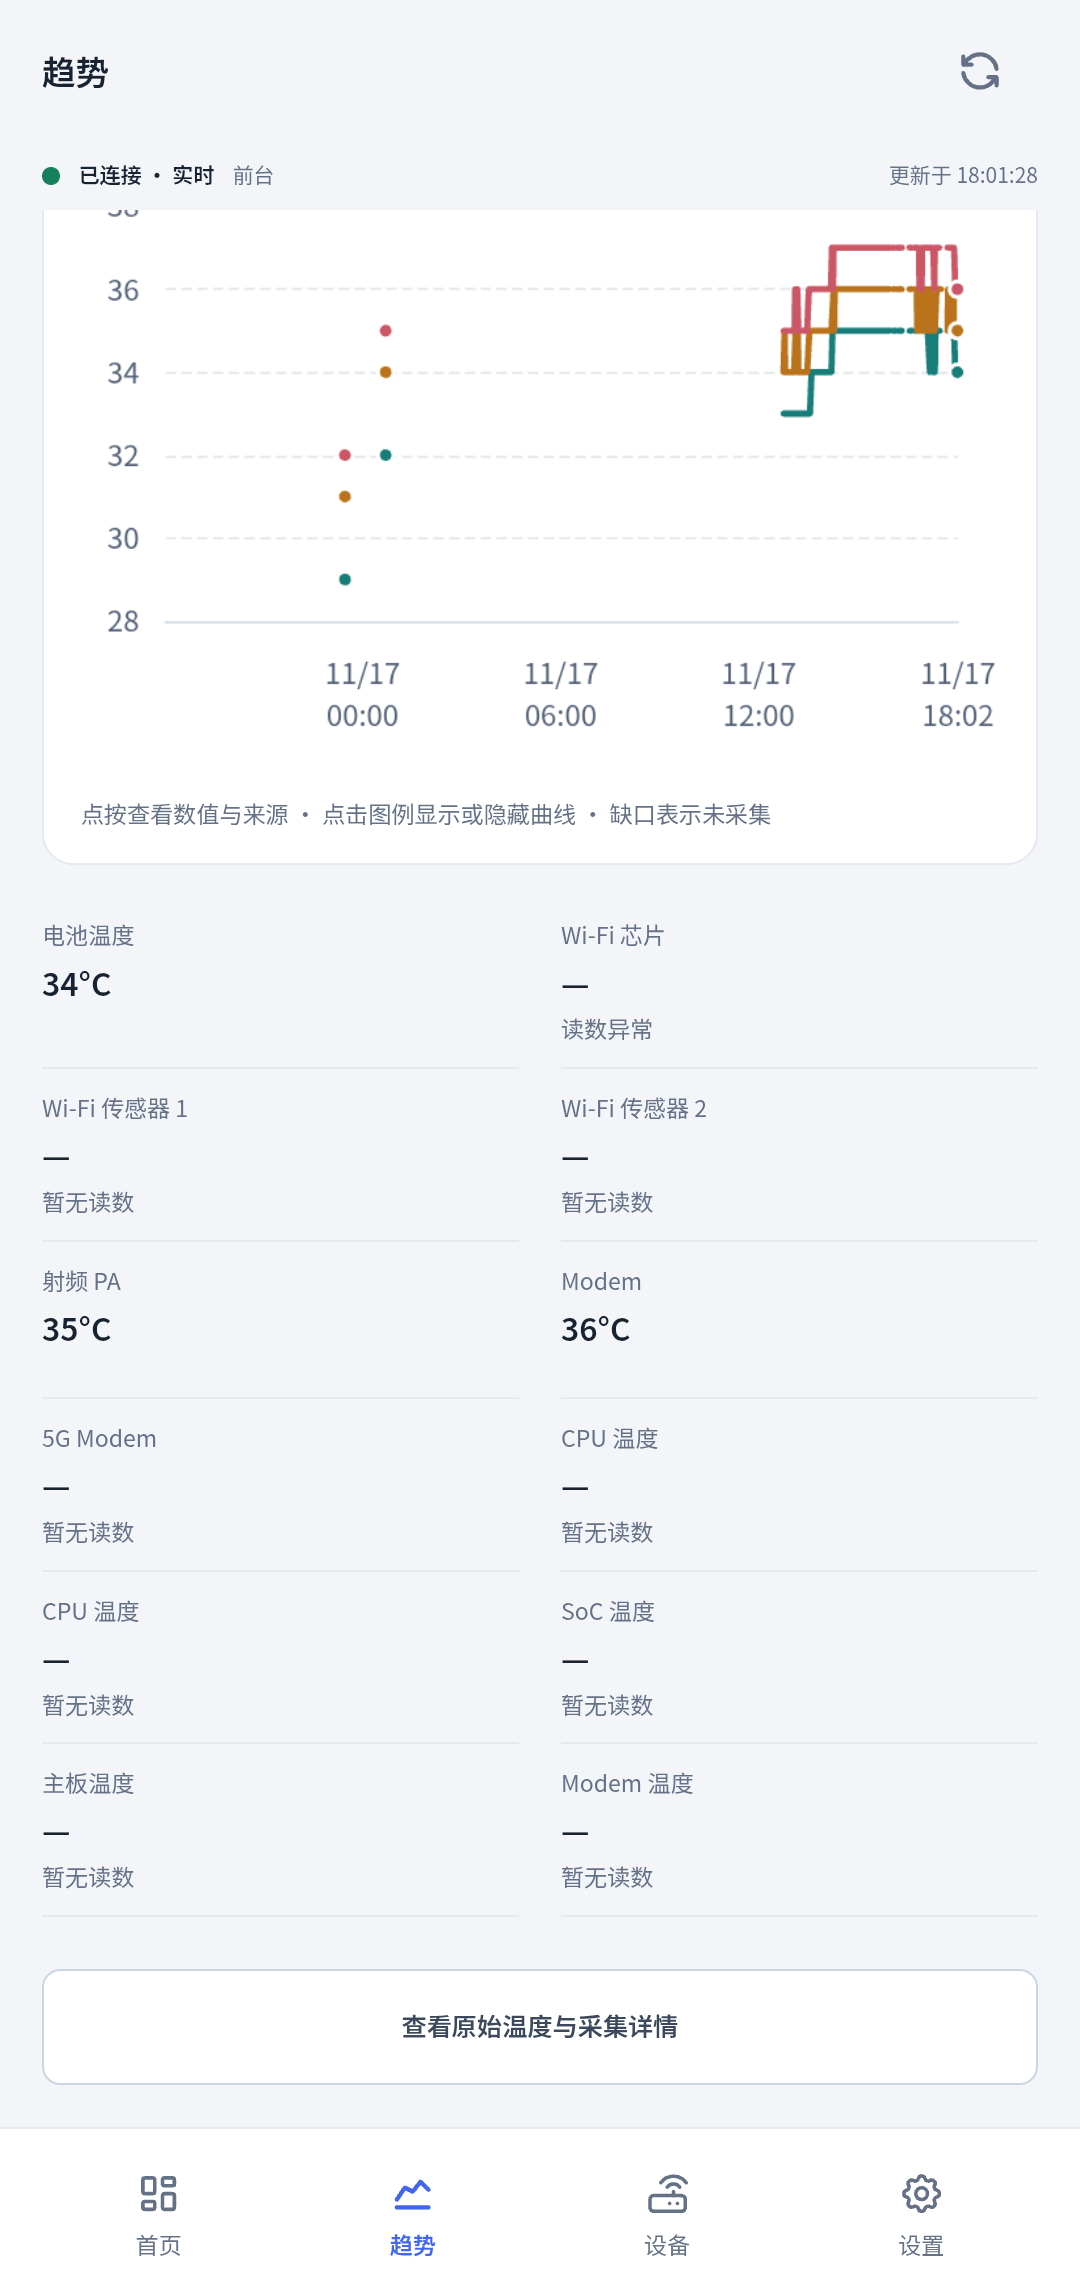 趋势
已连接 · 实时 前台 更新于 18:01:28
38
36
34
32
30
28
11/17 11/17 11/17 11/17
00:00 06:00 12:00 18:02
点按查看数值与来源 · 点击图例显示或隐藏曲线 · 缺口表示未采集
电池温度 Wi-Fi 芯片
34°C —
读数异常
Wi-Fi 传感器 1 Wi-Fi 传感器 2
— —
暂无读数 暂无读数
射频 PA Modem
35°C 36°C
5G Modem CPU 温度
— —
暂无读数 暂无读数
CPU 温度 SoC 温度
— —
暂无读数 暂无读数
主板温度 Modem 温度
— —
暂无读数 暂无读数
查看原始温度与采集详情
首页 趋势 设备 设置